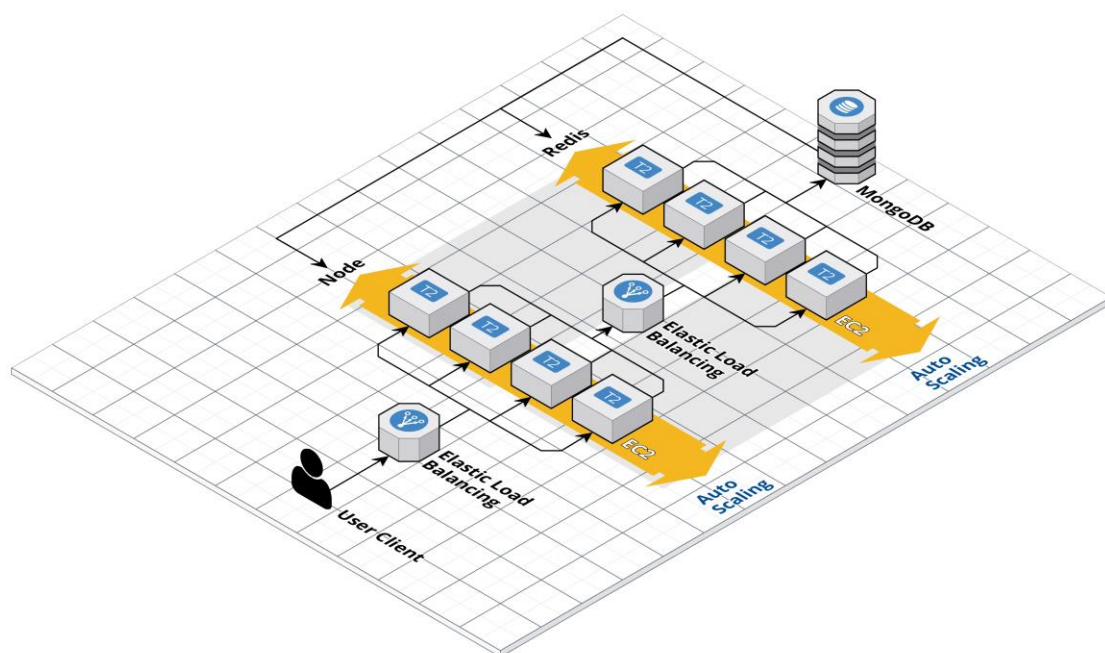 Redis
T2
T2
T2
T2
MongoDB
EC2
Auto
Scaling
Node
T2
T2
T2
T2
Elastic Load
Balancing
EC2
Auto
Scaling
Elastic Load
Balancing
User Client